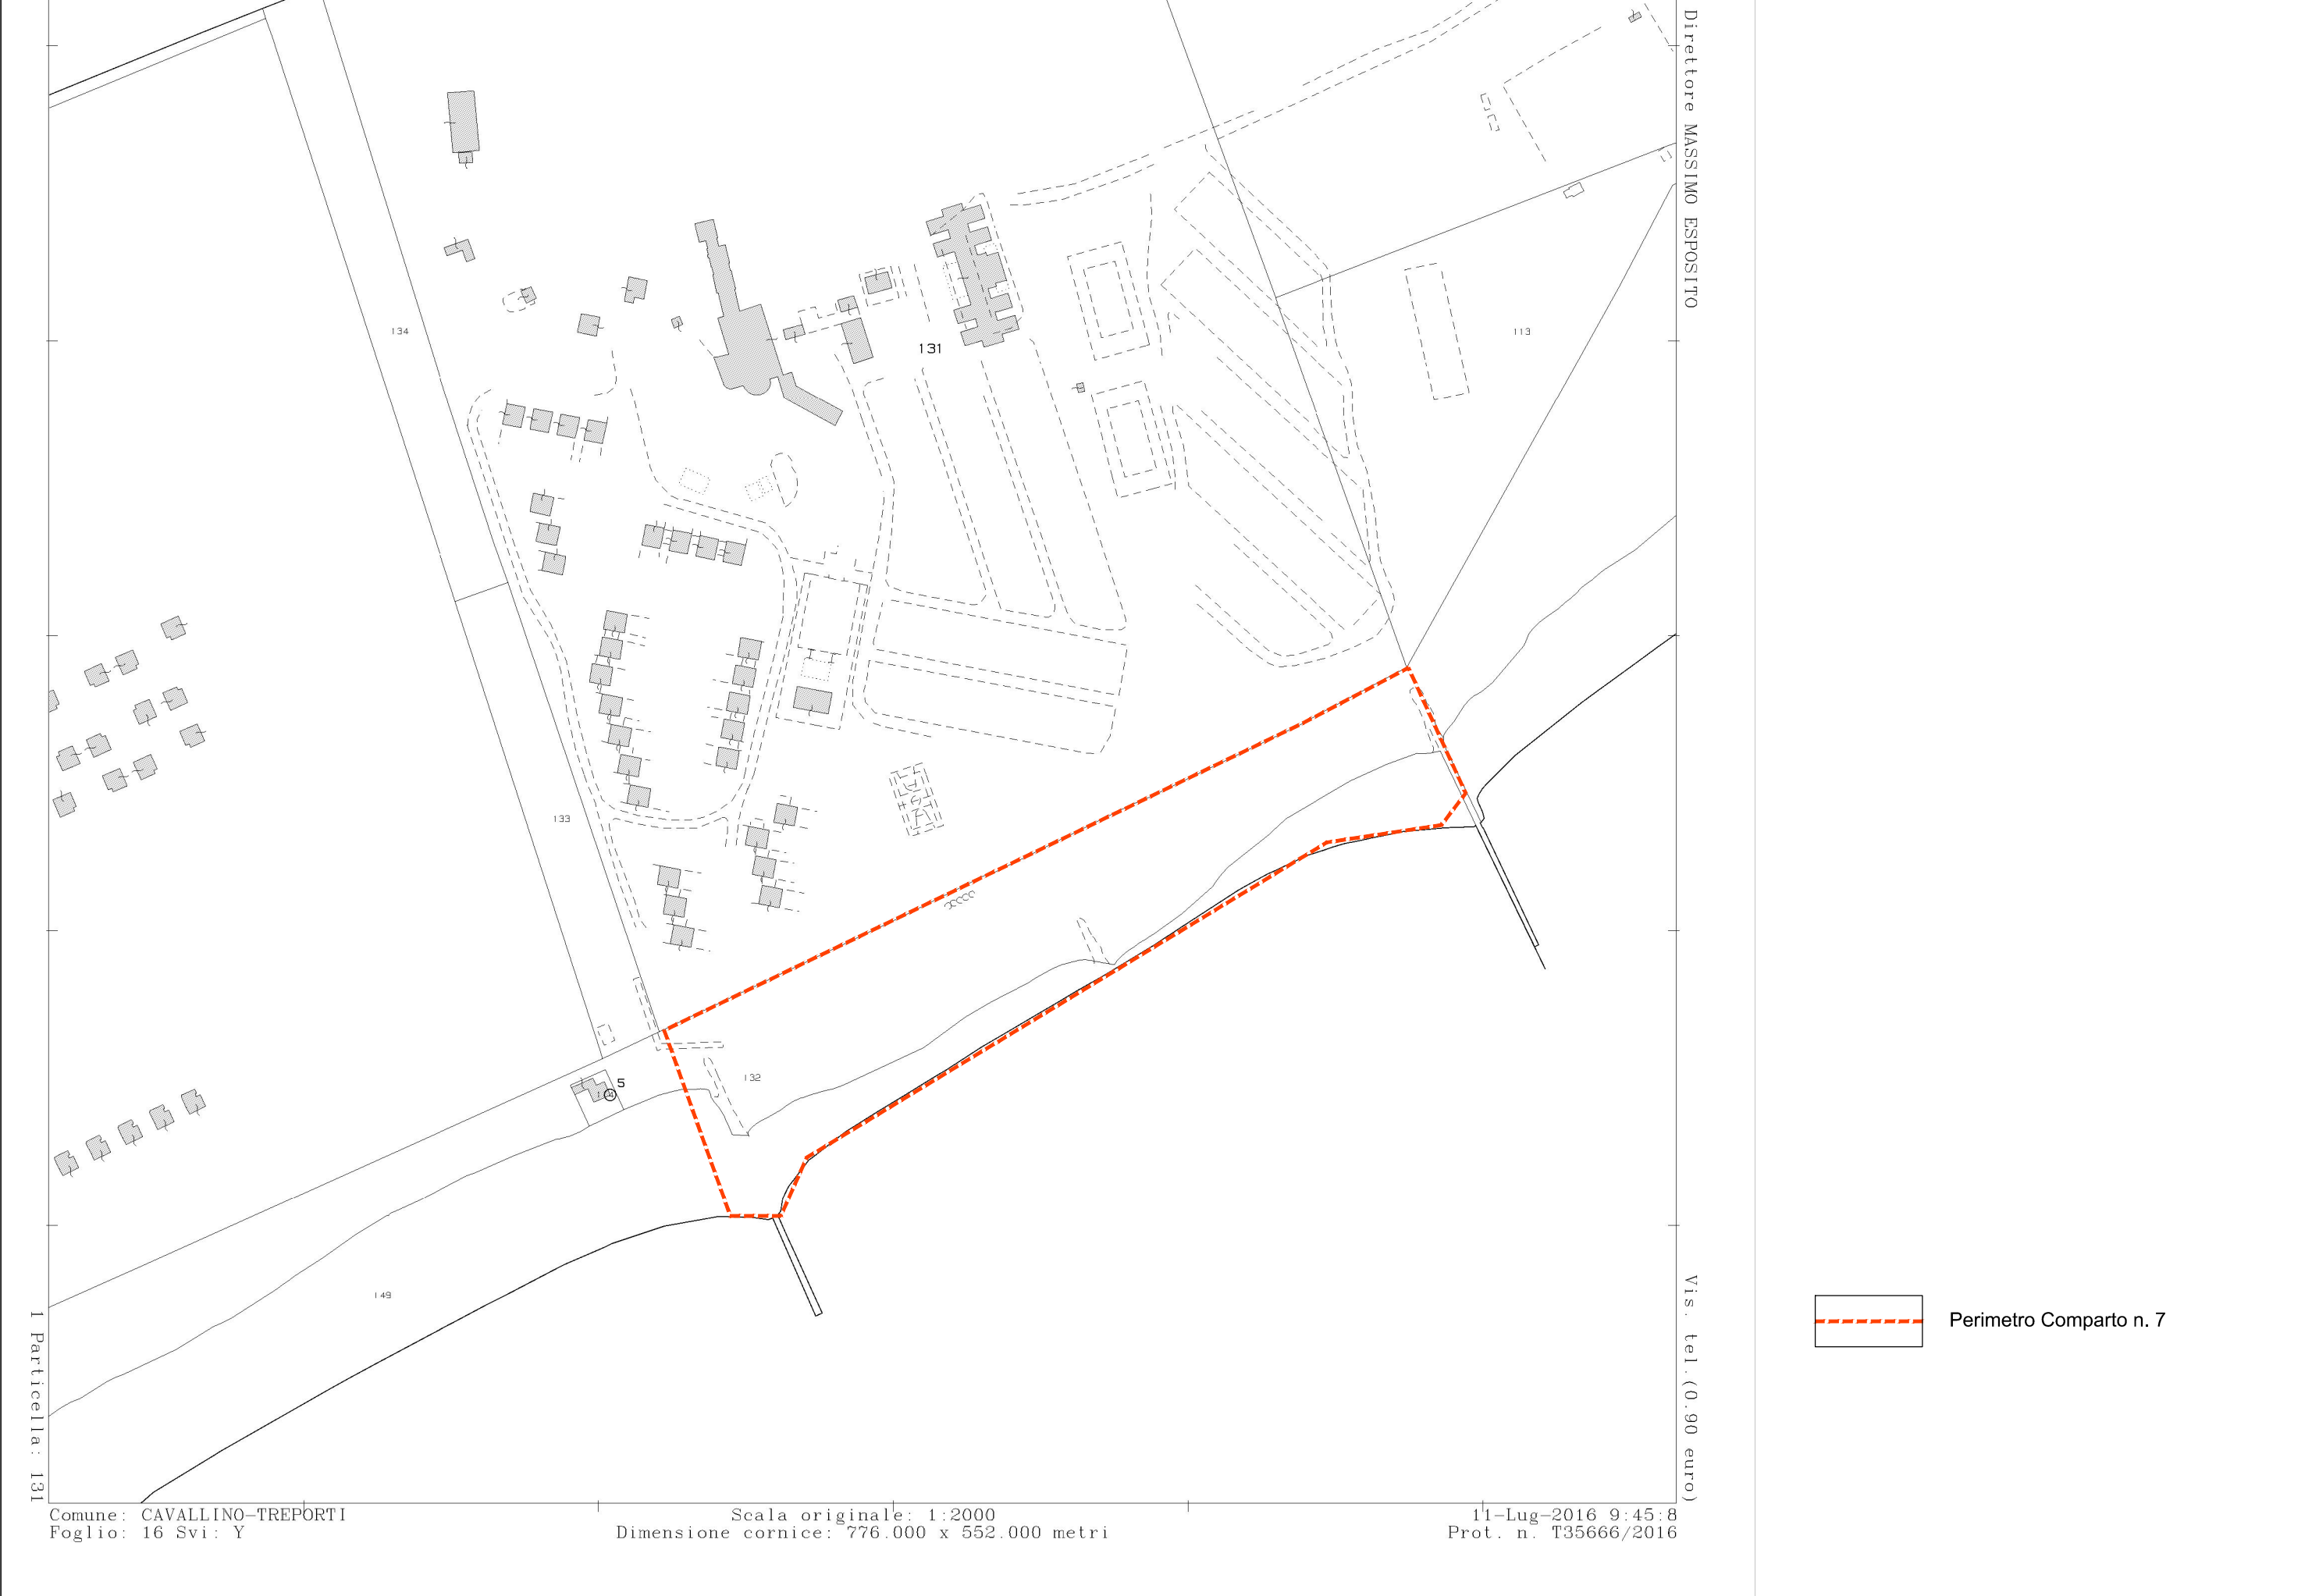 Direttore MASSIMO ESPOSITO
134
131
113
133
132
5
149
Vis. tel.(0.90 euro)
1 Particella: 131
Perimetro Comparto n. 7
Comune: CAVALLINO-TREPORTI
Foglio: 16 Svi: Y
Scala originale: 1:2000
Dimensione cornice: 776.000 x 552.000 metri
11-Lug-2016 9:45:8
Prot. n. T35666/2016